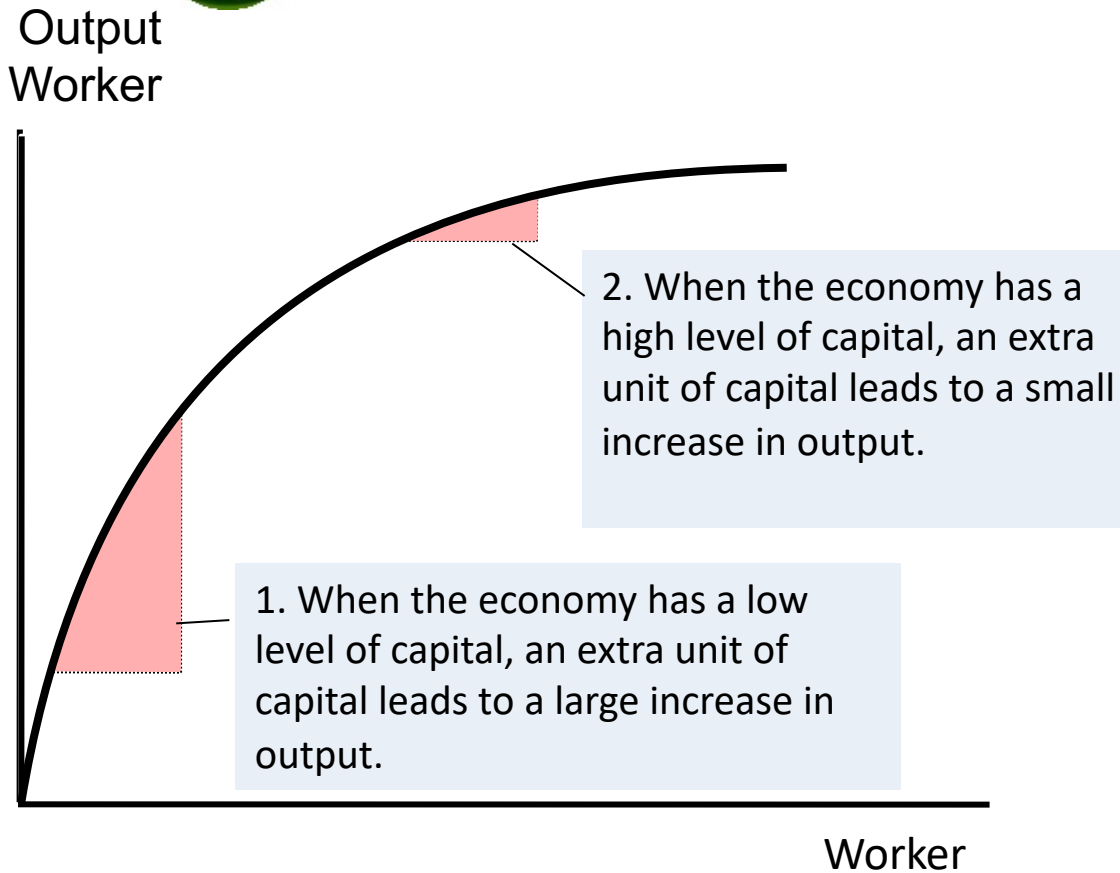 Output
Worker
2. When the economy has a
high level of capital, an extra
unit of capital leads to a small
increase in output.
1. When the economy has a low
level of capital, an extra unit of
capital leads to a large increase in
output.
Worker